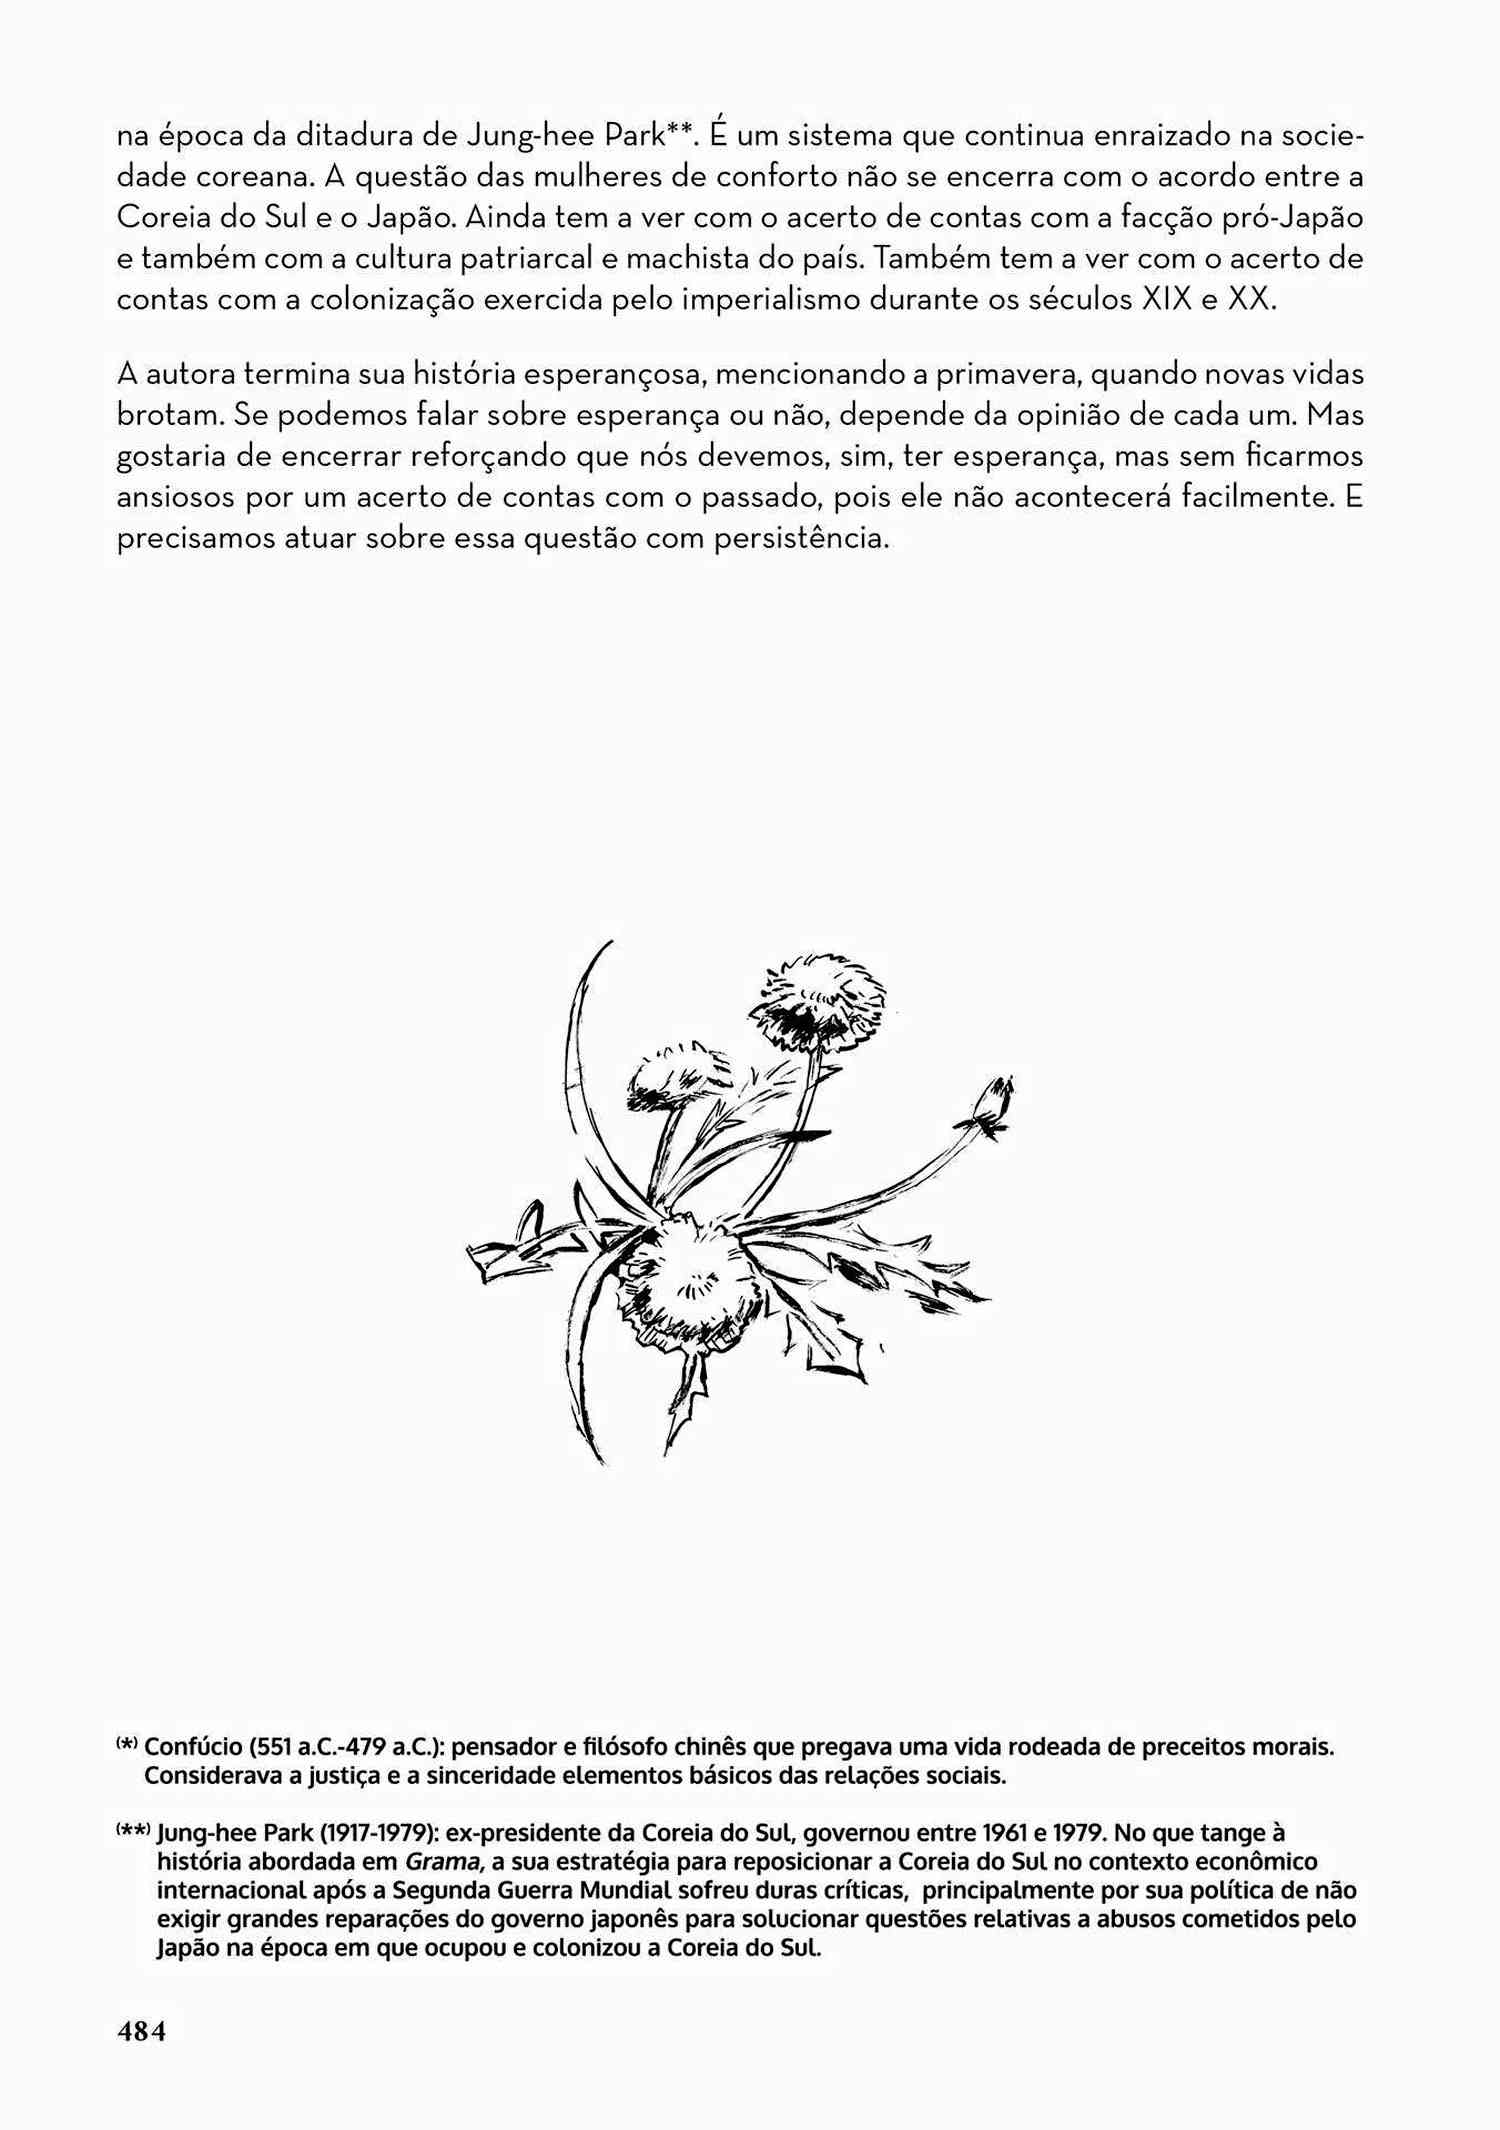 na época da ditadura de Jung-hee Park**. É um sistema que continua enraizado na socie-
dade coreana. A questão das mulheres de conforto não se encerra com o acordo entre a
Coreia do Sul e o Japão. Ainda tem a ver com o acerto de contas com a facção pró-Japão
e também com a cultura patriarcal e machista do país. Também tem a ver com o acerto de
contas com a colonização exercida pelo imperialismo durante os séculos XIX e XX.
A autora termina sua história esperançosa, mencionando a primavera, quando novas vidas
brotam. Se podemos falar sobre esperança ou não, depende da opinião de cada um. Mas
gostaria de encerrar reforçando que nós devemos, sim, ter esperança, mas sem ficarmos
ansiosos por um acerto de contas com o passado, pois ele não acontecerá facilmente. E
precisamos atuar sobre essa questão com persistência.
(*) Confúcio (551 a.C.-479 a.C.): pensador e filósofo chinês que pregava uma vida rodeada de preceitos morais.
Considerava a justiça e a sinceridade elementos básicos das relações sociais.
(**) Jung-hee Park (1917-1979): ex-presidente da Coreia do Sul, governou entre 1961 e 1979. No que tange à
história abordada em Grama, a sua estratégia para reposicionar a Coreia do Sul no contexto econômico
internacional após a Segunda Guerra Mundial sofreu duras críticas, principalmente por sua política de não
exigir grandes reparações do governo japonês para solucionar questões relativas a abusos cometidos pelo
Japão na época em que ocupou e colonizou a Coreia do Sul.
484